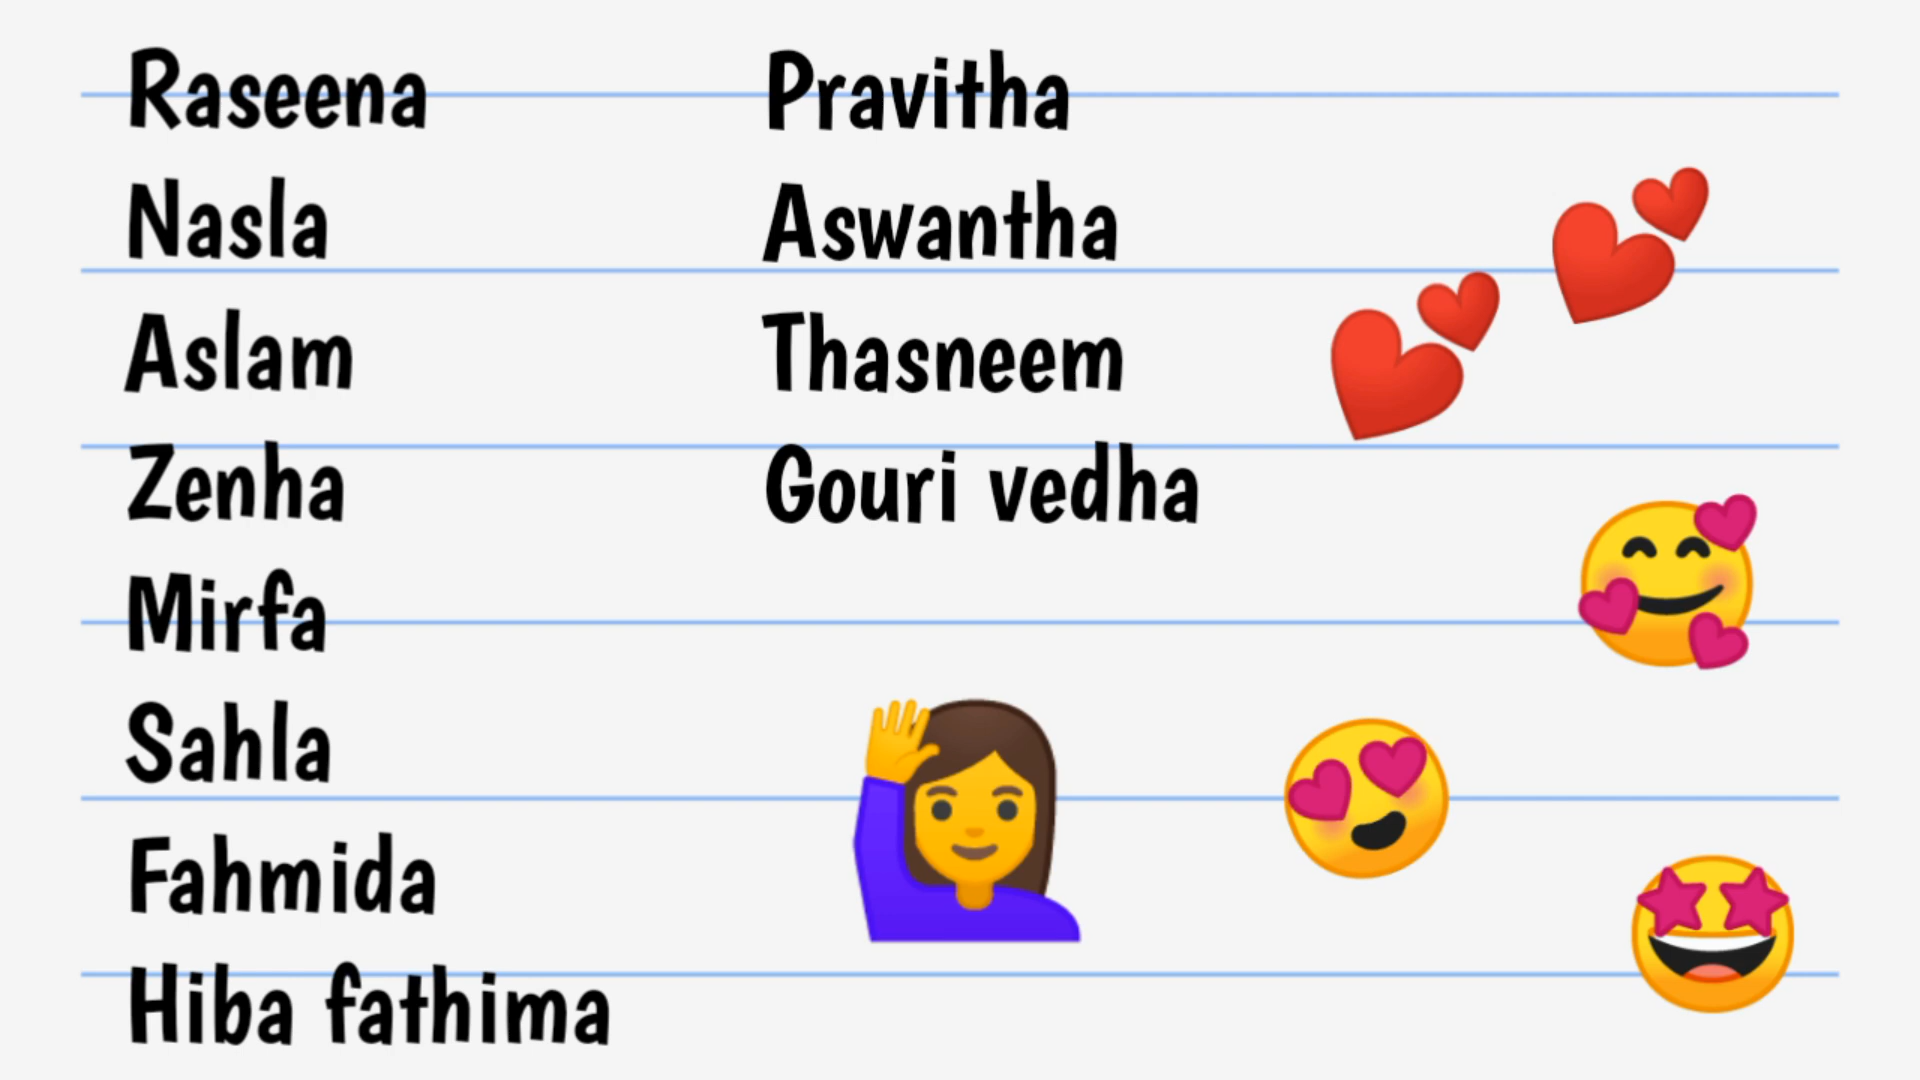 Raseena
Nasla
Aslam
Zenha
Mirfa
Sahla
Fahmida
Hiba fathima
Pravitha
Aswantha
Thasneem
Gouri vedha